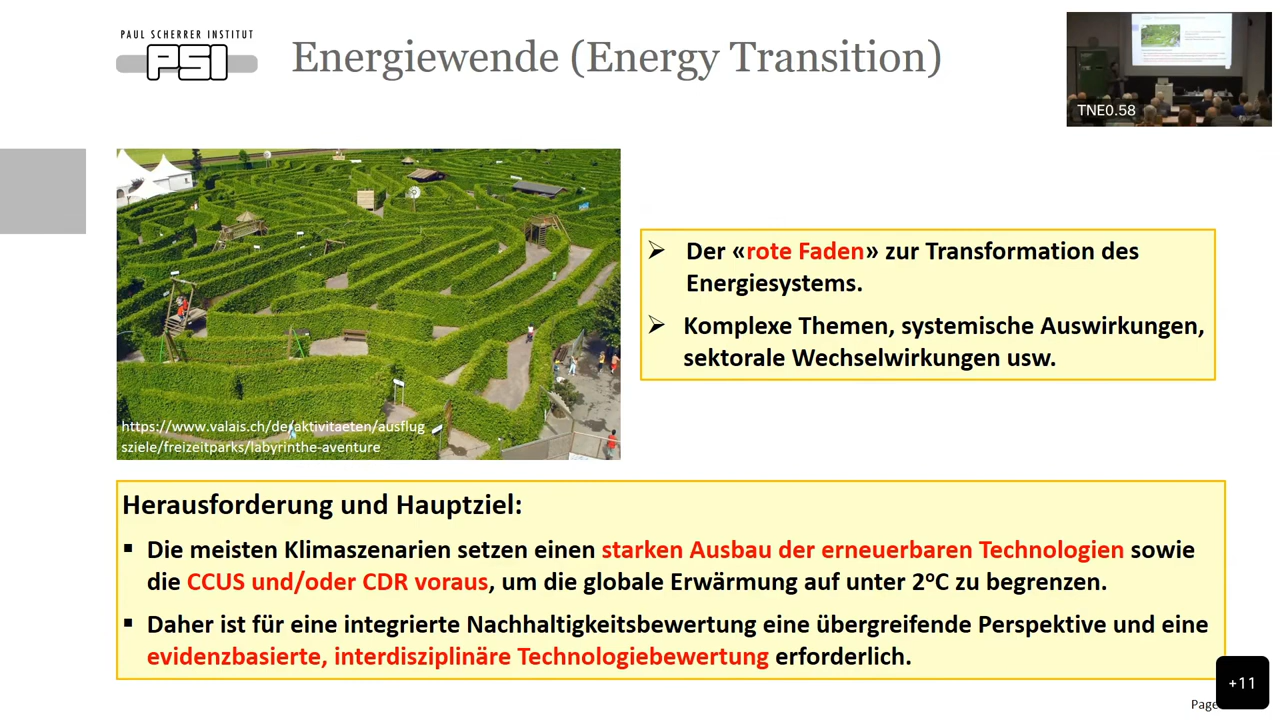 PAUL SCHERRER INSTITUT
PSI
Energiewende (Energy Transition)
TNE0.58
https://www.valais.ch/de/aktivitaeten/ausflug
sziele/freizeitparks/labyrinthe-aventure
Der «rote Faden» zur Transformation des
Energiesystems.
Komplexe Themen, systemische Auswirkungen,
sektorale Wechselwirkungen usw.
Herausforderung und Hauptziel:
Die meisten Klimaszenarien setzen einen starken Ausbau der erneuerbaren Technologien sowie
die CCUS und/oder CDR voraus, um die globale Erwärmung auf unter 2ºC zu begrenzen.
Daher ist für eine integrierte Nachhaltigkeitsbewertung eine übergreifende Perspektive und eine
evidenzbasierte, interdisziplinäre Technologiebewertung erforderlich.
+11
Page